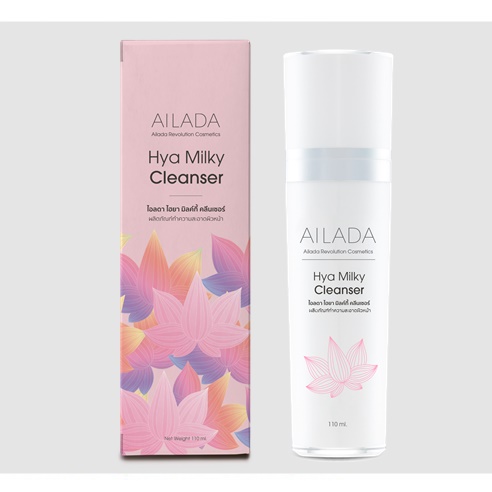 AILADA
Ailada Revolution Cosmetics
Hya Milky
Cleanser
ไอลดา ไฮยา มิลค์กี้ คลีนเซอร์
ผลิตภัณฑ์ทำความสะอาดผิวหน้า
Net Weight 110 ml.
AILADA
Ailada Revolution Cosmetics
Hya Milky
Cleanser
ไอลดา ไฮยา มิลค์กี้ คลีนเซอร์
ผลิตภัณฑ์ทำความสะอาดผิวหน้า
110 ml.